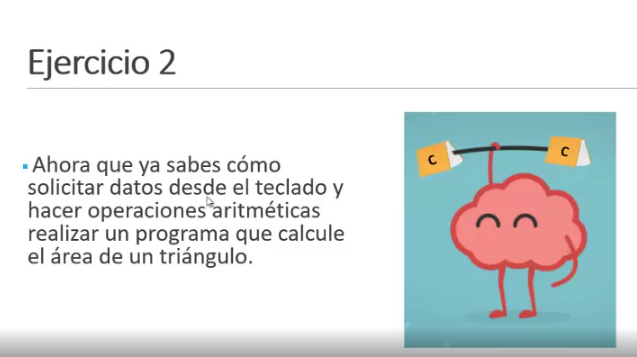 Ejercicio 2
Ahora que ya sabes cómo
solicitar datos desde el teclado y
hacer operaciones aritméticas
realizar un programa que calcule
el área de un triángulo.
C
C